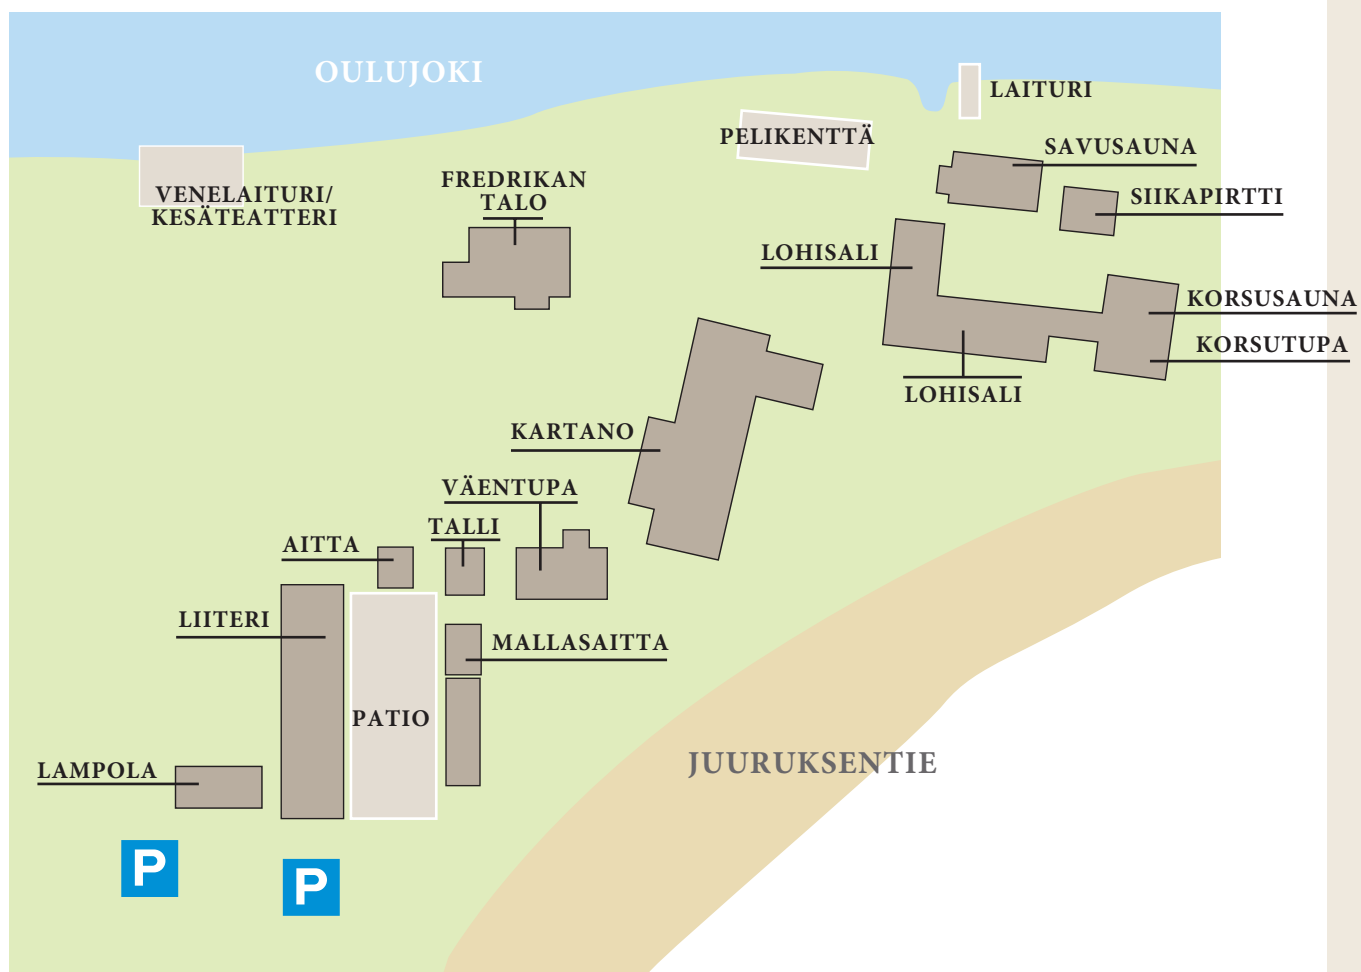 OULUJOKI
LAITURI
PELIKENTTÄ
SAVUSAUNA
VENELAITURI/
KESÄTEATTERI
FREDRIKAN
TALO
SIIKAPIRTTI
LOHISALI
KORSUSAUNA
KORSUTUPA
LOHISALI
KARTANO
VÄENTUPA
TALLI
AITTA
LIITERI
MALLASAITTA
PATIO
LAMPOLA
JUURUKSENTIE
P
P